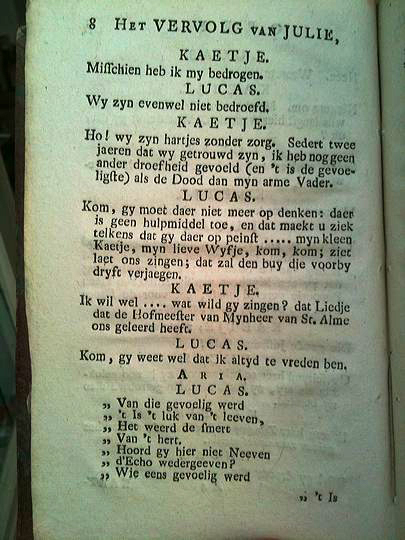 8 HET VERVOLG VAN JULIE,
KAETJE.
Misſchien heb ik my bedrogen.
LUCAS.
Wy zyn evenwel niet bedroefd.
KAETJE.
Ho! wy zyn hartjes zonder zorg. Sedert twee
jaeren dat wy getrouwd zyn, ik heb nog geen
ander droefheid gevoeld (en 't is de gevoe-
ligſte) als de Dood dan myn arme Vader.
LUCAS.
Kom, gy moet daer niet meer op denken: daer
is geen hulpmiddel toe, en dat maekt u ziek
telkens dat gy daer op peinſt ..... myn kleen
Kaetje, myn lieve Wyfje, kom, kom; ziet
laet ons zingen; dat zal den buy die voorby
dryft verjaegen.
KAETJE.
Ik wil wel .... wat wild gy zingen? dat Liedje
dat de Hofmeeſter van Mynheer van St. Alme
ons geleerd heeft.
LUCAS.
Kom, gy weet wel dat ik altyd te vreden ben.
ARIA.
LUCAS.
„ Van die gevoelig werd
„ 't Is 't luk van 't leeven,
„ Het weerd de ſmert
„ Van 't hert.
„ Hoord gy hier niet Neeven
„ d'Echo wedergeeven?
„ Wie eens gevoelig werd
„ 't Is